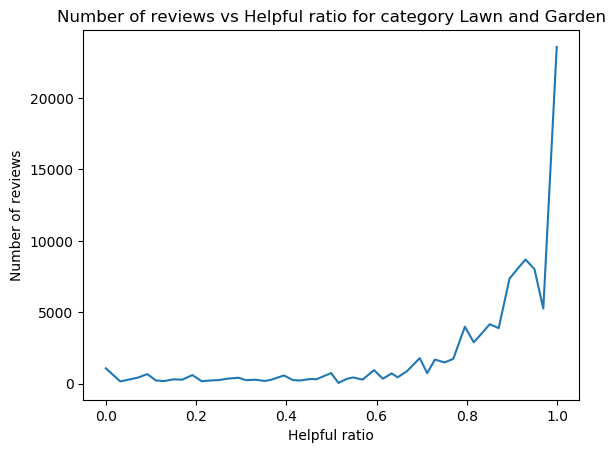 Number of reviews vs Helpful ratio for category Lawn and Garden
Number of reviews
20000
15000
10000
5000
0
0.0 0.2 0.4 0.6 0.8 1.0
Helpful ratio